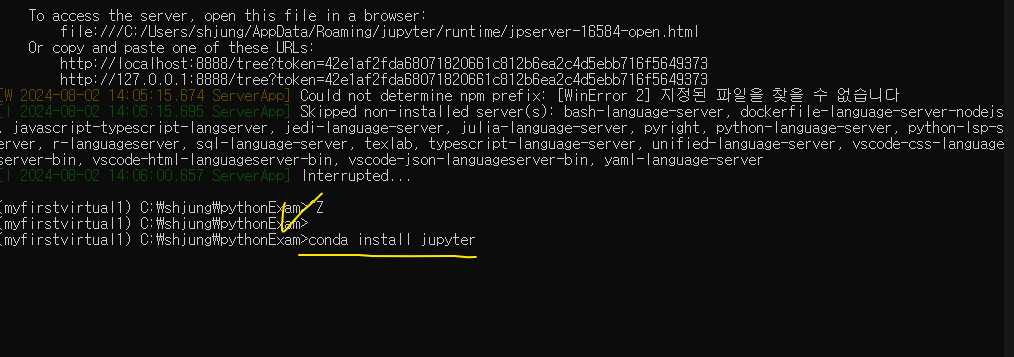 To access the server, open this file in a browser:
file:///C:/Users/shjung/AppData/Roaming/jupyter/runtime/jpserver-16584-open.html
Or copy and paste one of these URLs:
http://localhost:8888/tree?token=42e1af2fda68071820661c812b6ea2c4d5ebb716f5649373
http://127.0.0.1:8888/tree?token=42e1af2fda68071820661c812b6ea2c4d5ebb716f5649373
[W 2024-08-02 14:05:15.674 ServerApp] Could not determine npm prefix: [WinError 2] 지정된 파일을 찾을 수 없습니다
[I 2024-08-02 14:05:15.695 ServerApp] Skipped non-installed server(s): bash-language-server, dockerfile-language-server-nodejs
, javascript-typescript-langserver, jedi-language-server, julia-language-server, pyright, python-language-server, python-lsp-s
erver, r-languageserver, sql-language-server, texlab, typescript-language-server, unified-language-server, vscode-css-language
server-bin, vscode-html-languageserver-bin, vscode-json-languageserver-bin, yaml-language-server
[I 2024-08-02 14:06:00.657 ServerApp] Interrupted...
(myfirstvirtual1) C:\shjung\pythonExam>^Z
(myfirstvirtual1) C:\shjung\pythonExam>
(myfirstvirtual1) C:\shjung\pythonExam>conda install jupyter